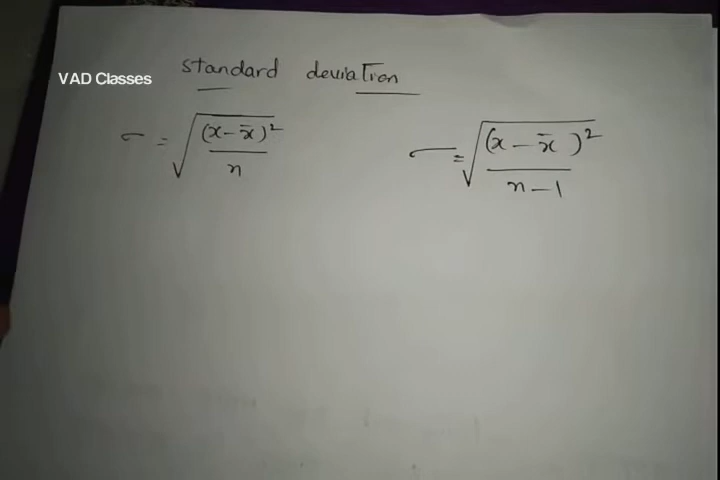 standard deviation
VAD Classes
σ = √((x - x̄)² / n)
σ = √((x - x̄)² / n - 1)